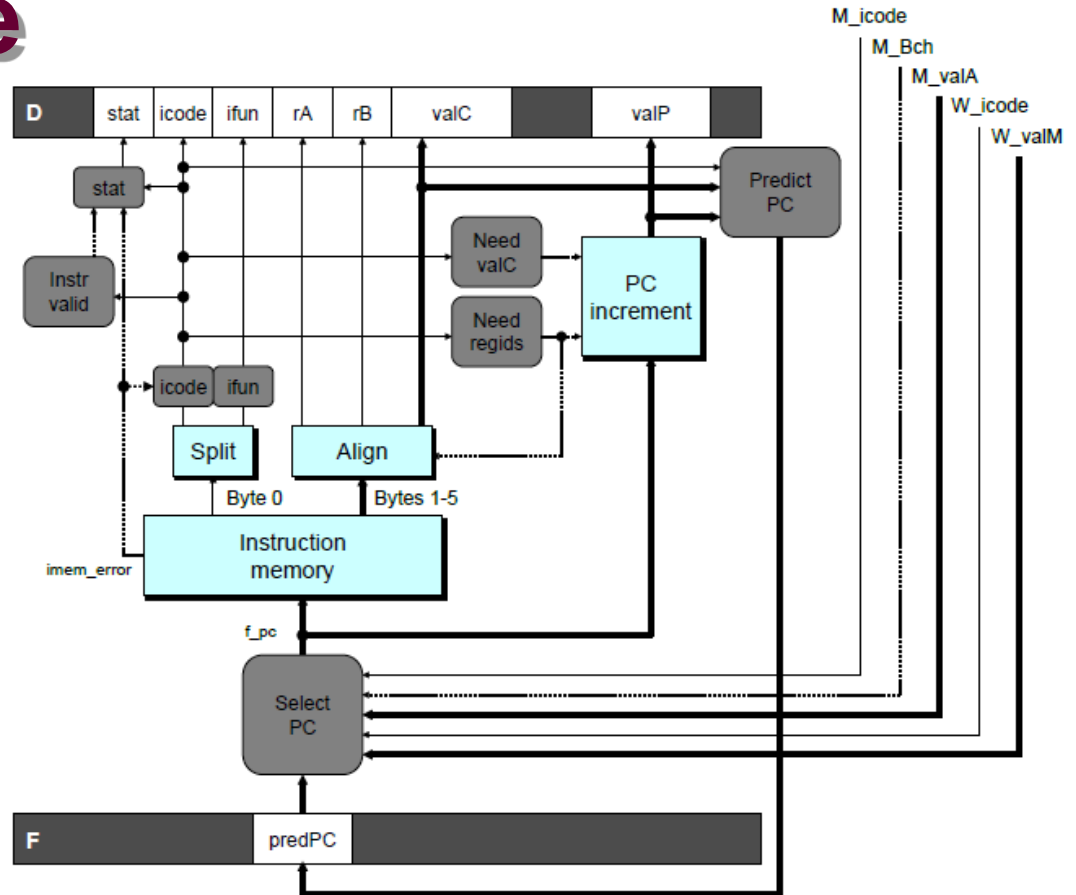 e
M_icode
M_Bch
M_valA
W_icode
W_valM
D
stat
icode
ifun
rA
rB
valC
valP
stat
Predict
PC
Need
valC
Instr
valid
PC
increment
Need
regids
icode
ifun
Split
Align
Byte 0
Bytes 1-5
Instruction
memory
imem_error
f_pc
Select
PC
F
predPC